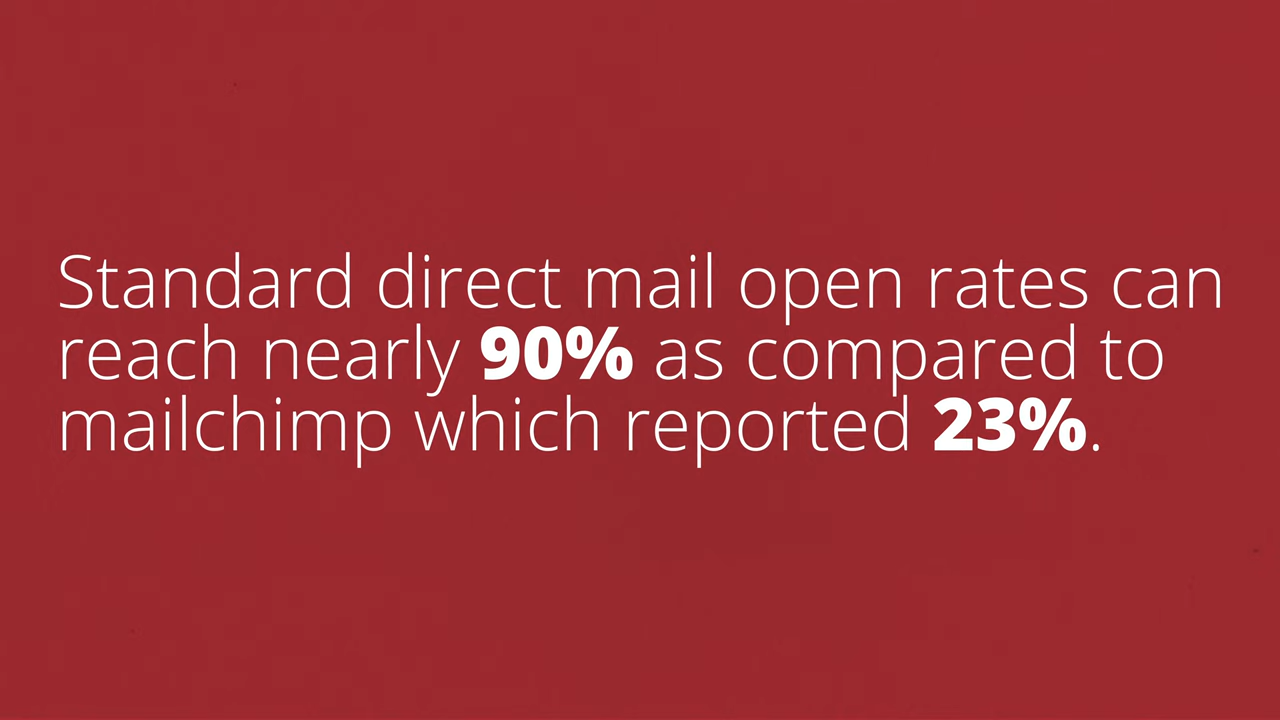 Standard direct mail open rates can
reach nearly 90% as compared to
mailchimp which reported 23%.